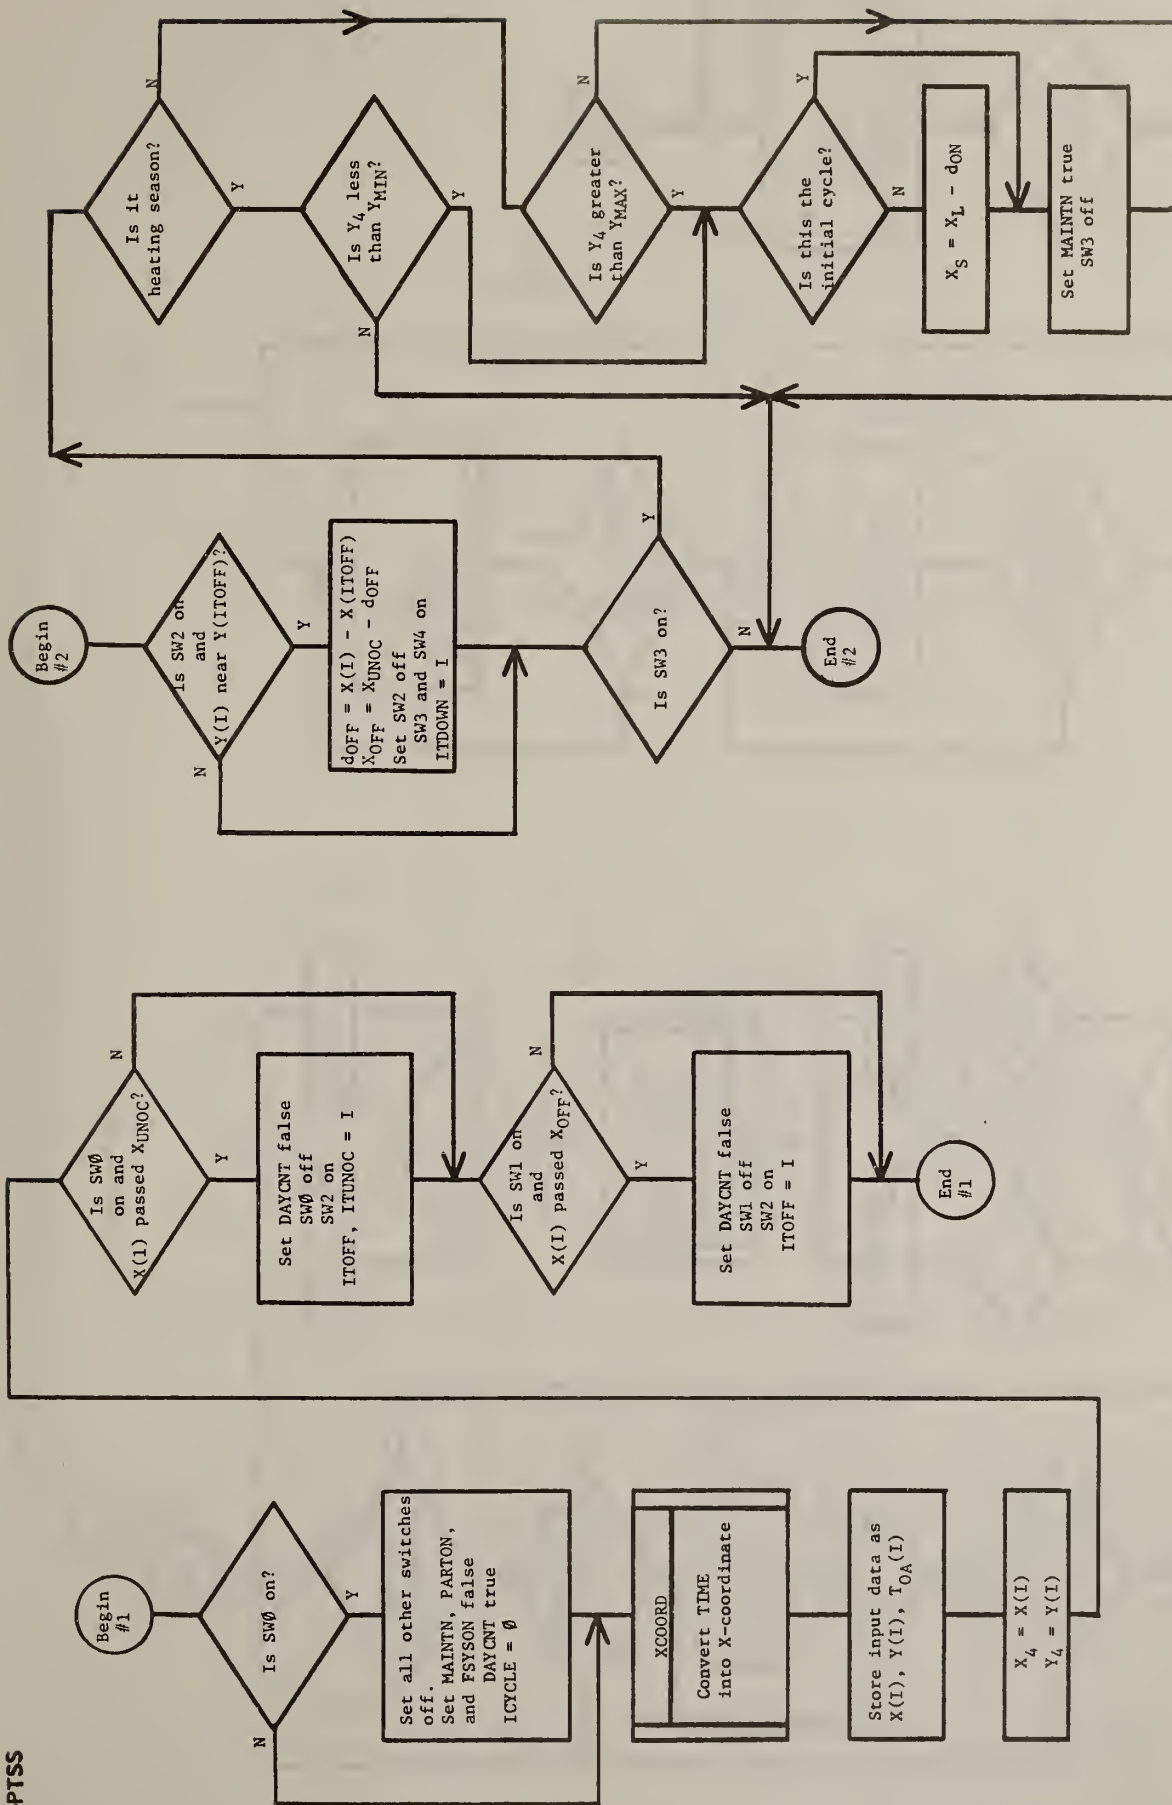 PTSS
Begin
#1
Is SWØ on?
N
Y
Set all other switches
off.
Set MAINTN, PARTON,
and FSYSON false
DAYCNT true
ICYCLE = Ø
XCOORD
Convert TIME
into X-coordinate
Store input data as
X(I), Y(I), TOA(I)
X4 = X(I)
Y4 = Y(I)
Is SWØ
on and
X(1) passed XUNOC?
N
Y
Set DAYCNT false
SWØ off
SW2 on
ITOFF, ITUNOC = I
Is SW1 on
and
X(I) passed XOFF?
N
Y
Set DAYCNT false
SW1 off
SW2 on
ITOFF = I
End
#1
Begin
#2
Is SW2 on
and
Y(I) near Y(ITOFF)?
N
Y
dOFF = X(I) - X(ITOFF)
XOFF = XUNOC - dOFF
Set SW2 off
SW3 and SW4 on
ITDOWN = I
Is SW3 on?
Y
N
End
#2
Is it
heating season?
N
Y
Is Y4 less
than YMIN?
N
Y
Is Y4 greater
than YMAX?
N
Y
Is this the
initial cycle?
Y
N
XS = XL - dON
Set MAINTN true
SW3 off